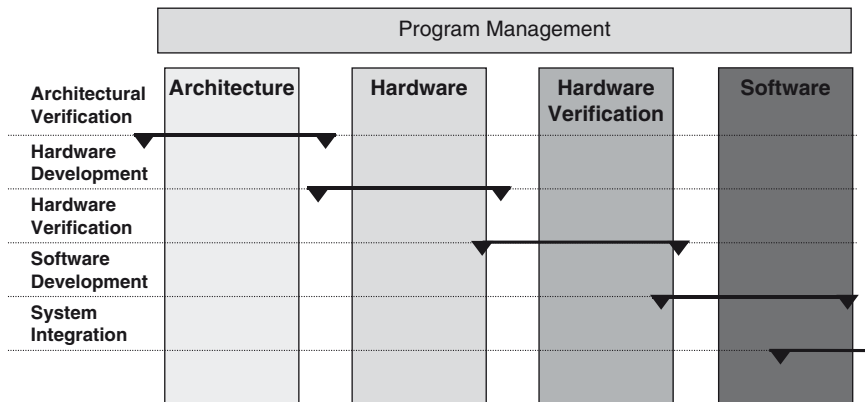 Program Management
Architecture
Hardware
Hardware
Verification
Software
Architectural
Verification
Hardware
Development
Hardware
Verification
Software
Development
System
Integration